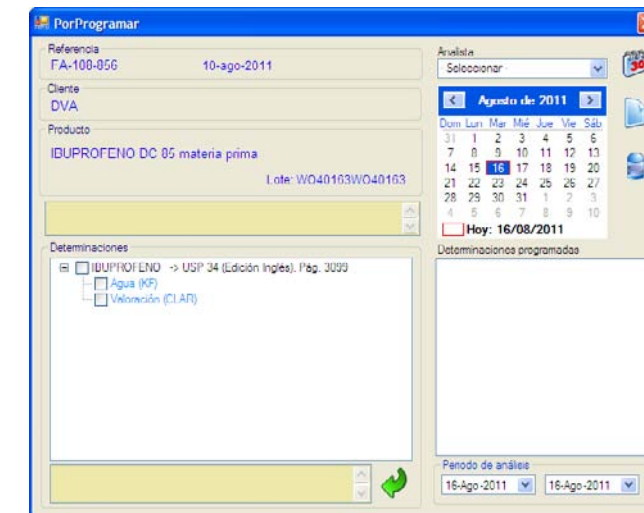 PorProgramar
Referencia
FA-108-856 10-ago-2011
Cliente
DVA
Producto
IBUPROFENO DC 85 materia prima
Lote: WO40163WO40163
Determinaciones
IBUPROFENO -> USP 34 (Edición Inglés). Pág. 3099
Agua (KF)
Valoración (CLAR)
Analista
- Seleccionar -
Agosto de 2011
Dom Lun Mar Mié Jue Vie Sáb
31 1 2 3 4 5 6
7 8 9 10 11 12 13
14 15 16 17 18 19 20
21 22 23 24 25 26 27
28 29 30 31 1 2 3
4 5 6 7 8 9 10
Hoy: 16/08/2011
Determinaciones programadas
Periodo de análisis
16-Ago-2011 16-Ago-2011
30